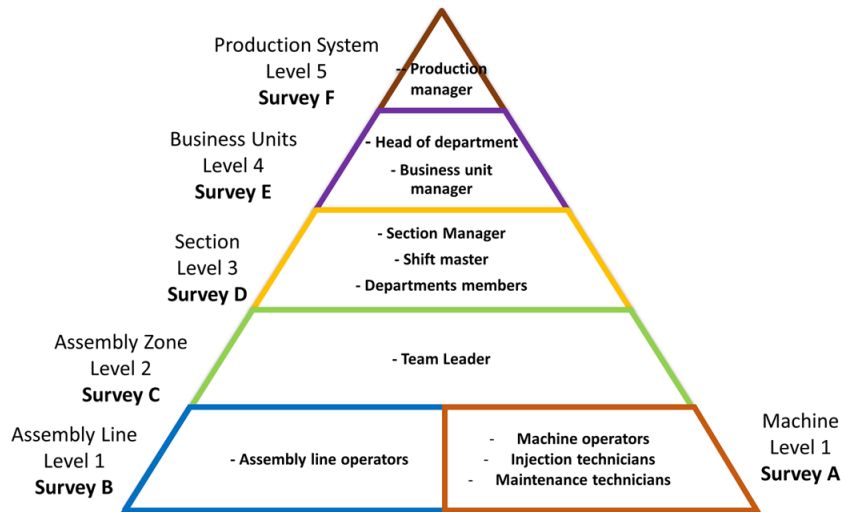 Production System
Level 5
Survey F
-- Production
manager
Business Units
Level 4
Survey E
- Head of department
- Business unit
manager
Section
Level 3
Survey D
- Section Manager
- Shift master
- Departments members
Assembly Zone
Level 2
Survey C
- Team Leader
Assembly Line
Level 1
Survey B
- Assembly line operators
- Machine operators
- Injection technicians
- Maintenance technicians
Machine
Level 1
Survey A